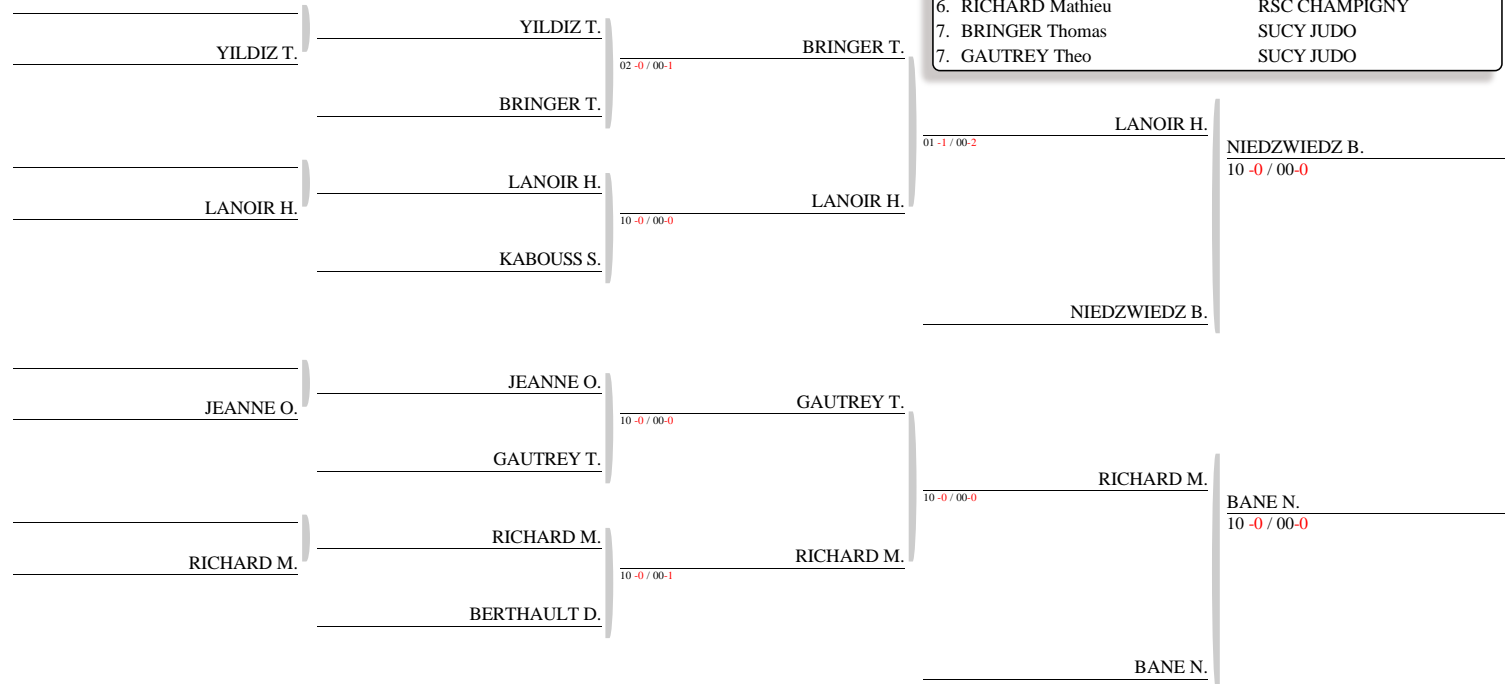 6. RICHARD Mathieu RSC CHAMPIGNY
7. BRINGER Thomas SUCY JUDO
7. GAUTREY Theo SUCY JUDO
YILDIZ T.
YILDIZ T.
BRINGER T.
02 -0 / 00-1
BRINGER T.
LANOIR H.
01 -1 / 00-2
NIEDZWIEDZ B.
10 -0 / 00-0
LANOIR H.
LANOIR H.
LANOIR H.
10 -0 / 00-0
KABOUSS S.
NIEDZWIEDZ B.
JEANNE O.
JEANNE O.
GAUTREY T.
10 -0 / 00-0
GAUTREY T.
RICHARD M.
10 -0 / 00-0
BANE N.
10 -0 / 00-0
RICHARD M.
RICHARD M.
RICHARD M.
10 -0 / 00-1
BERTHAULT D.
BANE N.